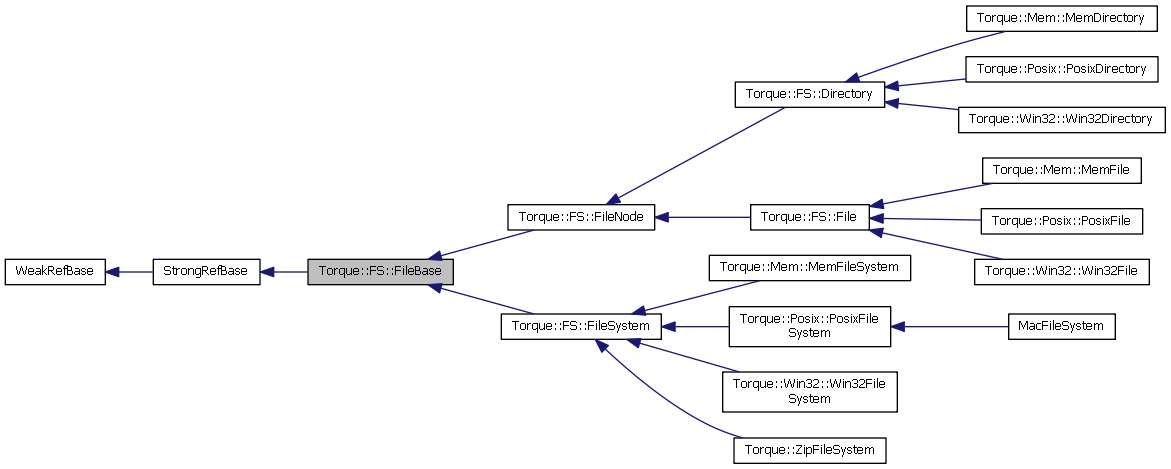 Torque::Mem::MemDirectory
Torque::Posix::PosixDirectory
Torque::FS::Directory
Torque::Win32::Win32Directory
Torque::Mem::MemFile
Torque::FS::FileNode
Torque::FS::File
Torque::Posix::PosixFile
WeakRefBase
StrongRefBase
Torque::FS::FileBase
Torque::Mem::MemFileSystem
Torque::Win32::Win32File
Torque::FS::FileSystem
Torque::Posix::PosixFile
System
MacFileSystem
Torque::Win32::Win32File
System
Torque::ZipFileSystem